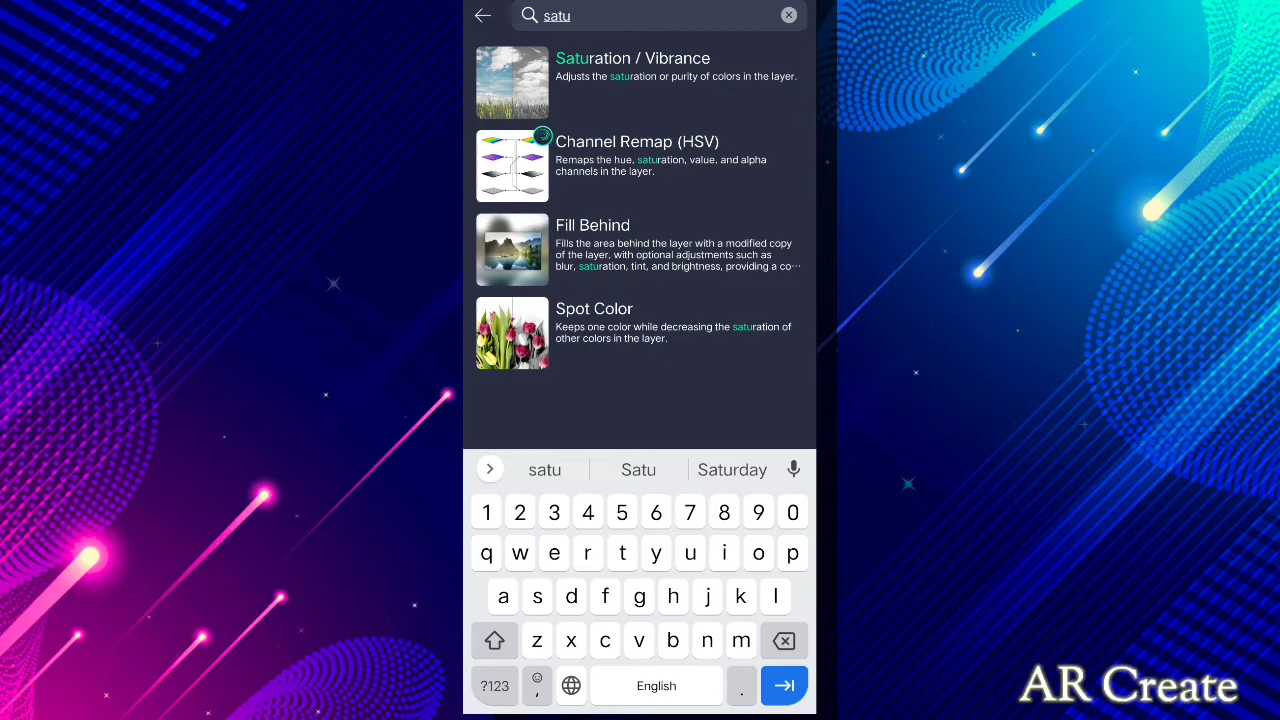 satu
Saturation / Vibrance
Adjusts the saturation or purity of colors in the layer.
Channel Remap (HSV)
Remaps the hue, saturation, value, and alpha
channels in the layer.
Fill Behind
Fills the area behind the layer with a modified copy
of the layer, with optional adjustments such as
blur, saturation, tint, and brightness, providing a co···
Spot Color
Keeps one color while decreasing the saturation of
other colors in the layer.
satu Satu Saturday
1 2 3 4 5 6 7 8 9 0
q w e r t y u i o p
a s d f g h j k l
z x c v b n m
?123 , English .
AR Create